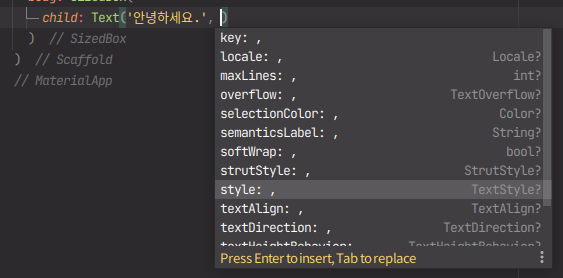 child: Text('안녕하세요.', )
) // SizedBox
) // Scaffold
// MaterialApp
key: ,
locale: , Locale?
maxLines: , int?
overflow: , TextOverflow?
selectionColor: , Color?
semanticsLabel: , String?
softWrap: , bool?
strutStyle: , StrutStyle?
style: , TextStyle?
textAlign: , TextAlign?
textDirection: , TextDirection?
textHeightBehavior: , TextHeightBehavior?
Press Enter to insert, Tab to replace